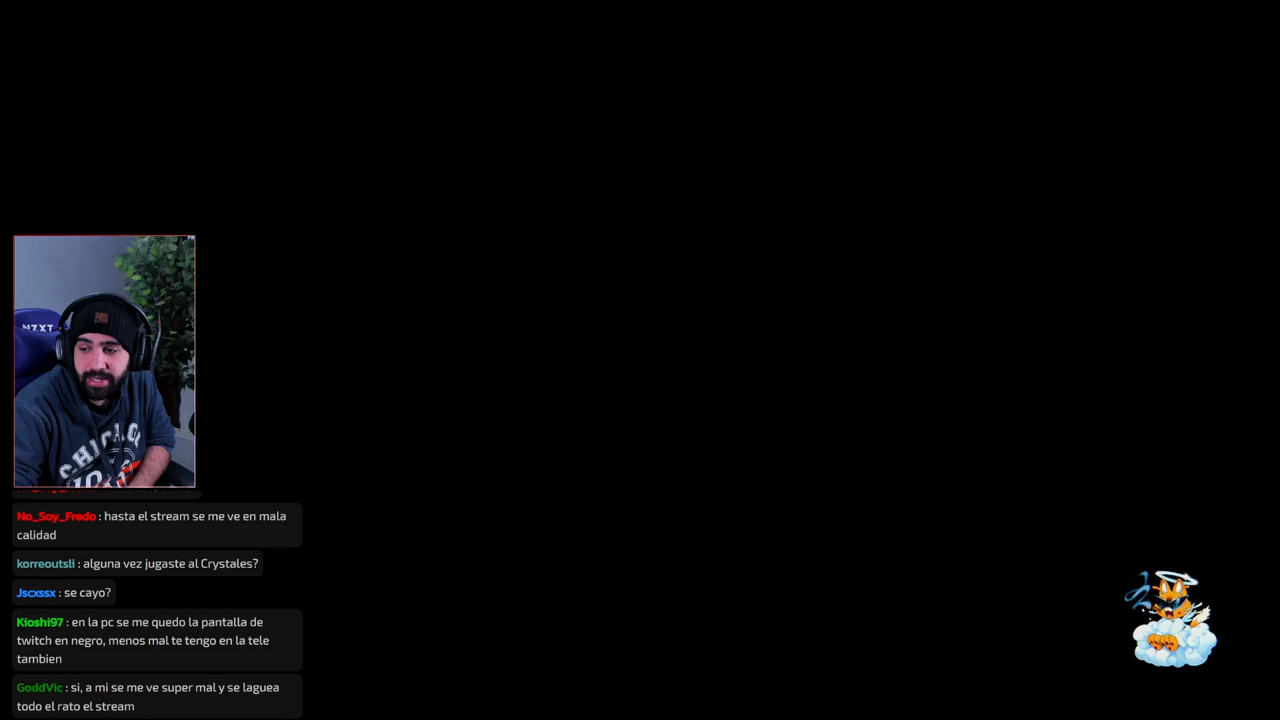 NZXT
CHICAGO
No_Soy_Fredo : hasta el stream se me ve en mala
calidad
korreoutsli : alguna vez jugaste al Crystales?
Jscxssx : se cayo?
Kioshi97 : en la pc se me quedo la pantalla de
twitch en negro, menos mal te tengo en la tele
tambien
GoddVic : si, a mi se me ve super mal y se laguea
todo el rato el stream